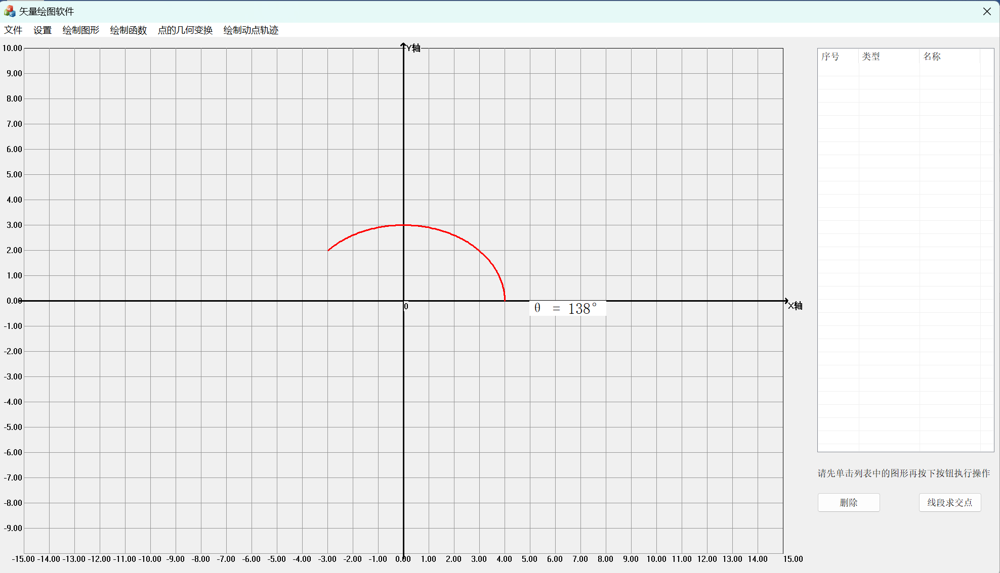 矢量绘图软件
文件 设置 绘制图形 绘制函数 点的几何变换 绘制动点轨迹
Y轴
10.00
9.00
8.00
7.00
6.00
5.00
4.00
3.00
2.00
1.00
0.00
-1.00
-2.00
-3.00
-4.00
-5.00
-6.00
-7.00
-8.00
-9.00
0
θ = 138°
X轴
-15.00 -14.00 -13.00 -12.00 -11.00 -10.00 -9.00 -8.00 -7.00 -6.00 -5.00 -4.00 -3.00 -2.00 -1.00 0.00 1.00 2.00 3.00 4.00 5.00 6.00 7.00 8.00 9.00 10.00 11.00 12.00 13.00 14.00 15.00
序号 类型 名称
请先单击列表中的图形再按下按钮执行操作
删除 线段求交点